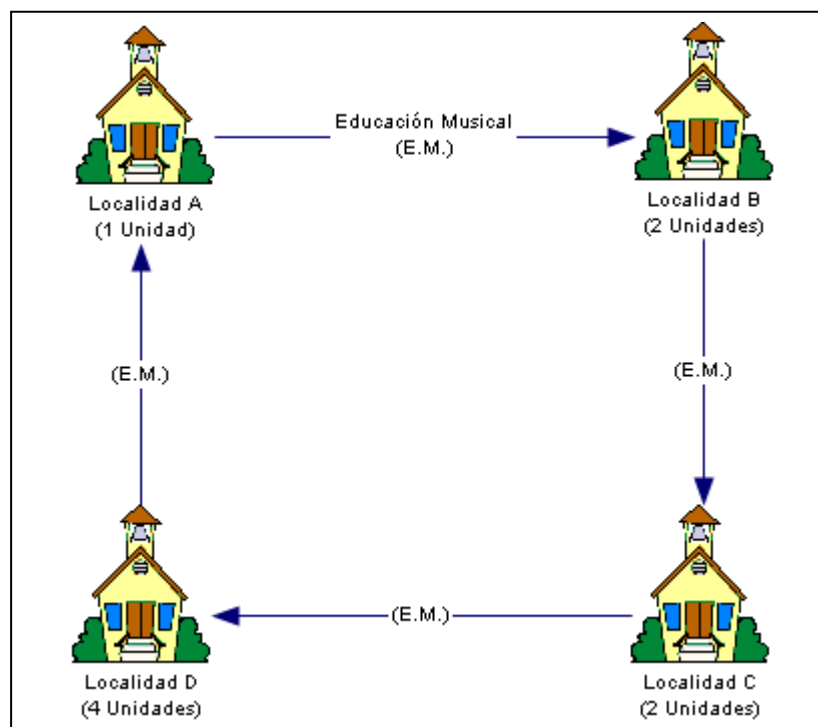 Educación Musical
(E.M.)
Localidad A
(1 Unidad)
Localidad B
(2 Unidades)
(E.M.)
(E.M.)
(E.M.)
Localidad D
(4 Unidades)
Localidad C
(2 Unidades)